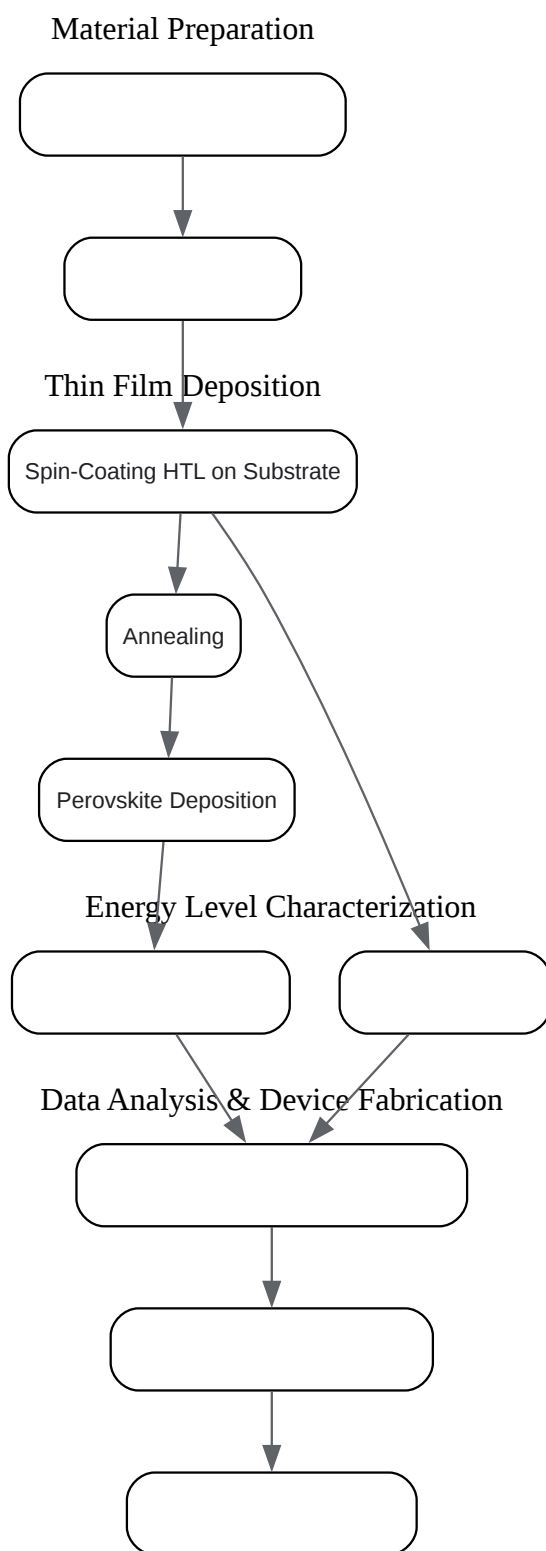 Material Preparation
Thin Film Deposition
Spin-Coating HTL on Substrate
Annealing
Perovskite Deposition
Energy Level Characterization
Data Analysis & Device Fabrication